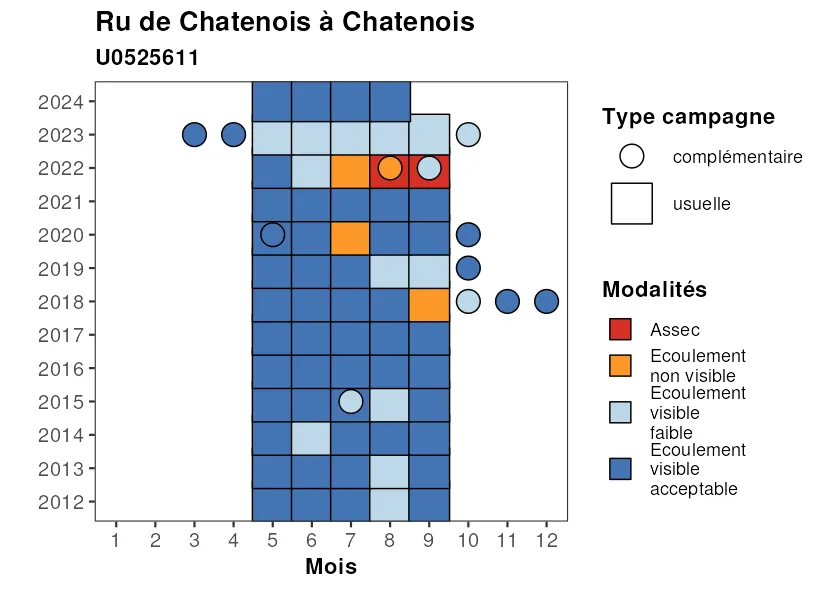 Ru de Chatenois à Chatenois
U0525611
2024
2023
2022
2021
2020
2019
2018
2017
2016
2015
2014
2013
2012
1 2 3 4 5 6 7 8 9 10 11 12
Mois
Type campagne
complémentaire
usuelle
Modalités
Assec
Ecoulement
non visible
Ecoulement
visible
faible
Ecoulement
visible
acceptable